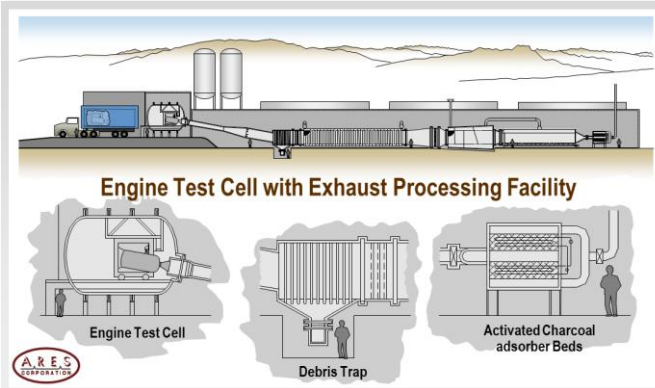 Engine Test Cell with Exhaust Processing Facility
Engine Test Cell
Debris Trap
Activated Charcoal
adsorber Beds
A.R.E.S
CORPORATION